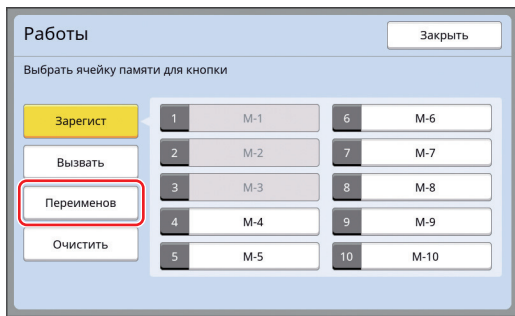 Работы
Закрыть
Выбрать ячейку памяти для кнопки
Зарегист
Вызвать
Переименов
Очистить
1 M-1
2 M-2
3 M-3
4 M-4
5 M-5
6 M-6
7 M-7
8 M-8
9 M-9
10 M-10